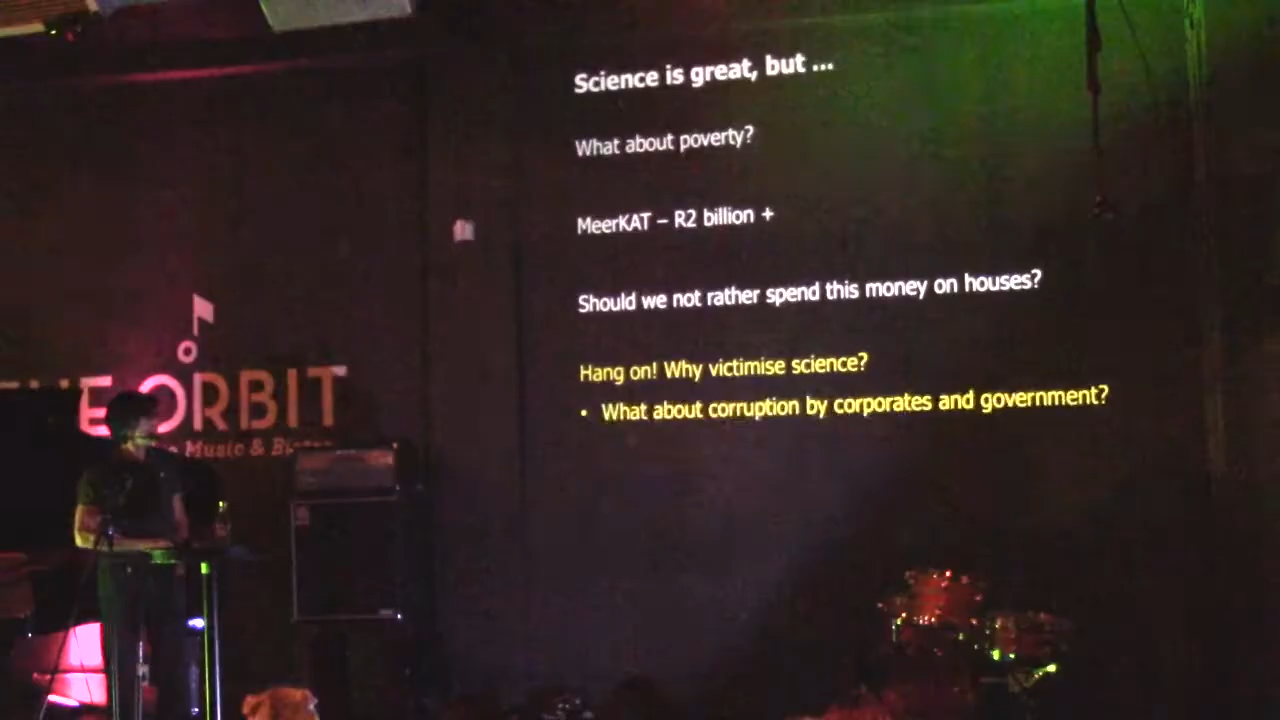 Science is great, but ...
What about poverty?
MeerKAT – R2 billion +
Should we not rather spend this money on houses?
Hang on! Why victimise science?
• What about corruption by corporates and government?
THE ORBIT
Music &